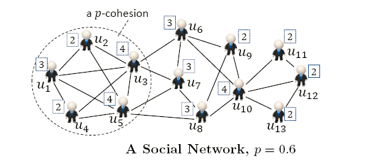 a p-cohesion
3 u6
2 u2
2 u9
2 u11
4 u3
3 u1
3 u7
2 u12
4 u10
2 u4
4 u5
3 u8
2 u13
A Social Network, p = 0.6